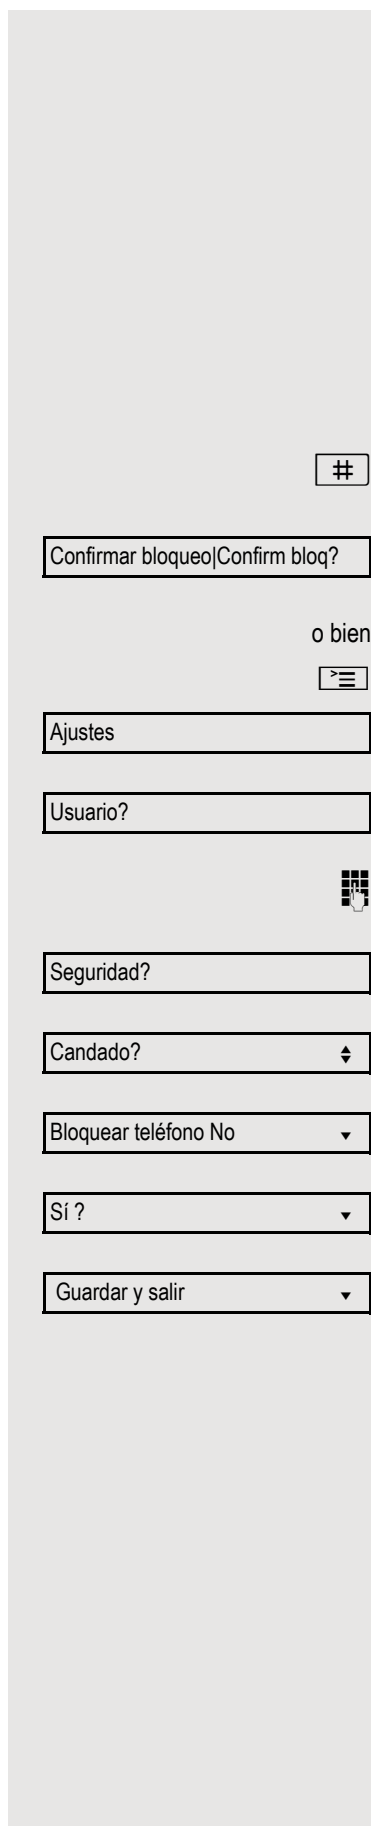 #
Confirmar bloqueo|Confirm bloq?
o bien
Ajustes
Usuario?
Seguridad?
Candado?
Bloquear teléfono No
Sí ?
Guardar y salir